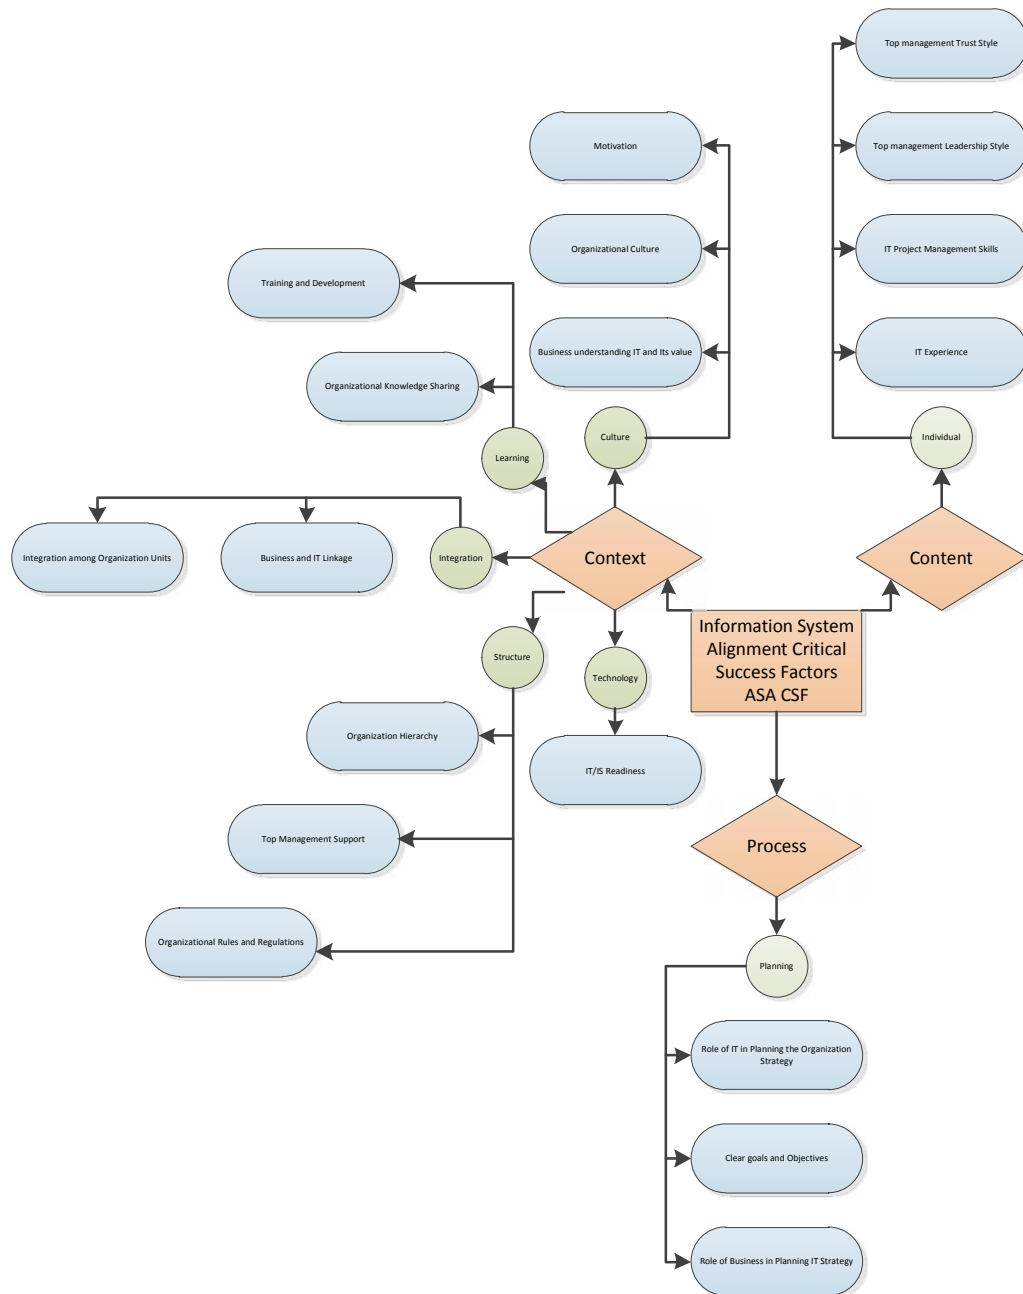 Top management Trust Style
Motivation
Top management Leadership Style
Organizational Culture
IT Project Management Skills
Training and Development
Business understanding IT and Its value
IT Experience
Organizational Knowledge Sharing
Culture
Individual
Learning
Integration among Organization Units
Business and IT Linkage
Integration
Context
Content
Information System
Alignment Critical
Success Factors
ASA CSF
Structure
Technology
Organization Hierarchy
IT/IS Readiness
Top Management Support
Process
Organizational Rules and Regulations
Planning
Role of IT in Planning the Organization
Strategy
Clear goals and Objectives
Role of Business in Planning IT Strategy